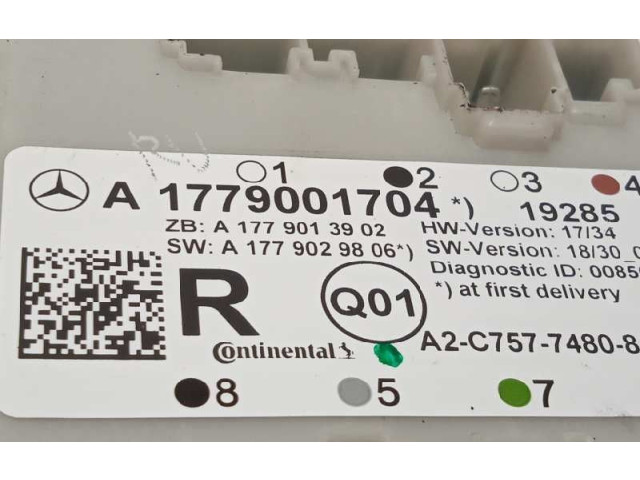 1 2 3 4
A 1779001704 *) 19285
ZB: A 177 901 39 02
SW: A 177 902 98 06*)
HW-Version: 17/34
SW-Version: 18/30_0
Diagnostic ID: 0085
*) at first delivery
R
Q01
Continental
A2-C757-7480-8
8 5 7